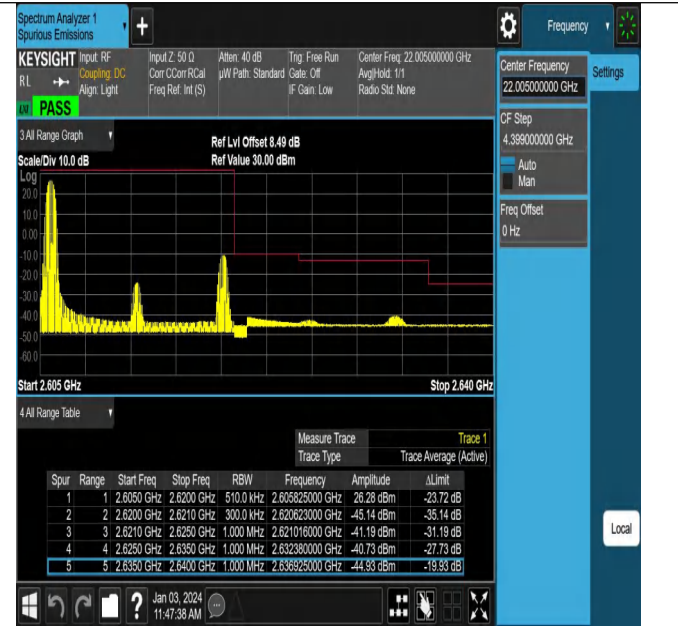 Spectrum Analyzer 1
Spurious Emissions
+
Frequency
KEYSIGHT Input: RF Input Z: 50 Ω Atten: 40 dB Trig: Free Run Center Freq: 22.005000000 GHz
RL Coupling: DC Corr CCorr RCal µW Path: Standard Gate: Off Avg|Hold: 1/1
Align: Light Freq Ref: Int (S) IF Gain: Low Radio Std: None
PASS
Center Frequency
22.005000000 GHz
Settings
CF Step
4.399000000 GHz
Auto
Man
Freq Offset
0 Hz
3 All Range Graph
Ref Lvl Offset 8.49 dB
Scale/Div 10.0 dB Ref Value 30.00 dBm
Log
20.0
10.0
0.00
-10.0
-20.0
-30.0
-40.0
-50.0
-60.0
Start 2.605 GHz Stop 2.640 GHz
4 All Range Table
Measure Trace Trace 1
Trace Type Trace Average (Active)
Spur Range Start Freq Stop Freq RBW Frequency Amplitude ΔLimit
1 1 2.6050 GHz 2.6200 GHz 510.0 kHz 2.605825000 GHz 26.28 dBm -23.72 dB
2 2 2.6200 GHz 2.6210 GHz 300.0 kHz 2.620623000 GHz -45.14 dBm -35.14 dB
3 3 2.6210 GHz 2.6250 GHz 1.000 MHz 2.621016000 GHz -41.19 dBm -31.19 dB
4 4 2.6250 GHz 2.6350 GHz 1.000 MHz 2.632380000 GHz -40.73 dBm -27.73 dB
5 5 2.6350 GHz 2.6400 GHz 1.000 MHz 2.636925000 GHz -44.93 dBm -19.93 dB
Local
?
Jan 03, 2024
11:47:38 AM